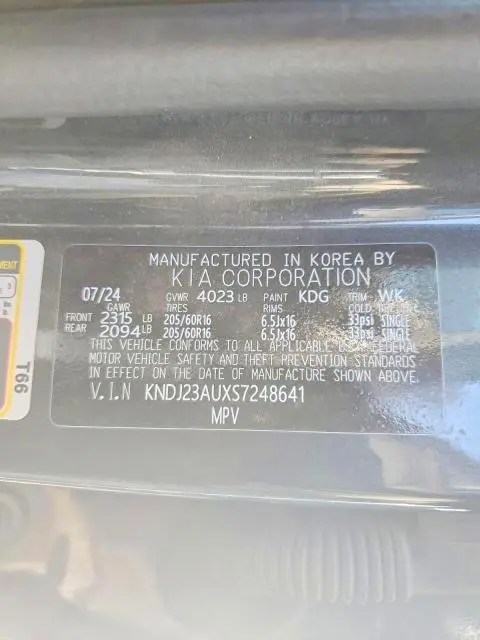 MANUFACTURED IN KOREA BY
KIA CORPORATION
07/24 GVWR 4023 LB PAINT KDG TRIM WK
GAWR TIRES RIMS
FRONT 2315 LB 205/60R16 6.5Jx16 33psi SINGLE
REAR 2094 LB 205/60R16 6.5Jx16 33psi SINGLE
THIS VEHICLE CONFORMS TO ALL APPLICABLE FEDERAL
MOTOR VEHICLE SAFETY AND THEFT PREVENTION STANDARDS
IN EFFECT ON THE DATE OF MANUFACTURE SHOWN ABOVE.
V.I.N KNDJ23AUXS7248641
MPV
T66